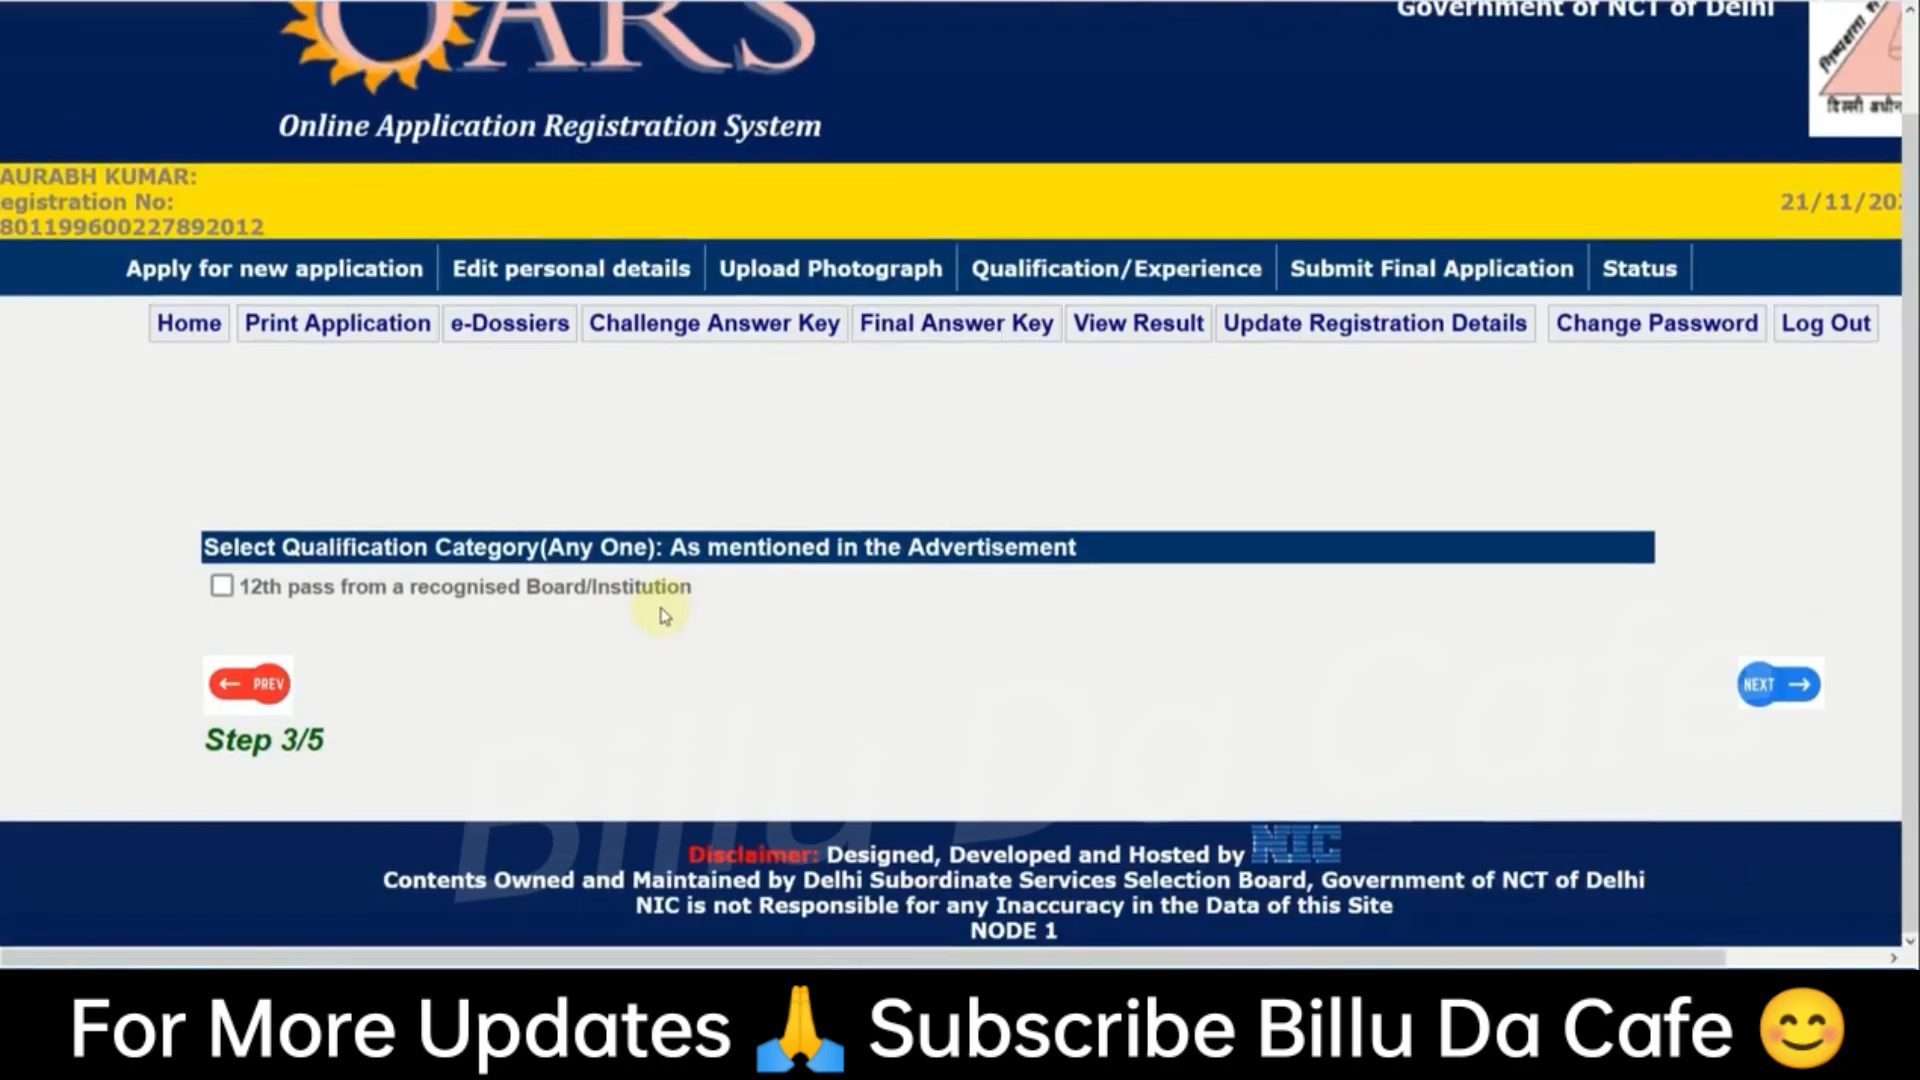 Government of NCT of Delhi
OARS
Online Application Registration System
दिल्ली अधीन
AURABH KUMAR:
egistration No:
801199600227892012
21/11/202
Apply for new application Edit personal details Upload Photograph Qualification/Experience Submit Final Application Status
Home Print Application e-Dossiers Challenge Answer Key Final Answer Key View Result Update Registration Details Change Password Log Out
Select Qualification Category(Any One): As mentioned in the Advertisement
12th pass from a recognised Board/Institution
← PREV
NEXT →
Step 3/5
Billu Da Cafe
Disclaimer: Designed, Developed and Hosted by NIC
Contents Owned and Maintained by Delhi Subordinate Services Selection Board, Government of NCT of Delhi
NIC is not Responsible for any Inaccuracy in the Data of this Site
NODE 1
For More Updates 🙏 Subscribe Billu Da Cafe 😊